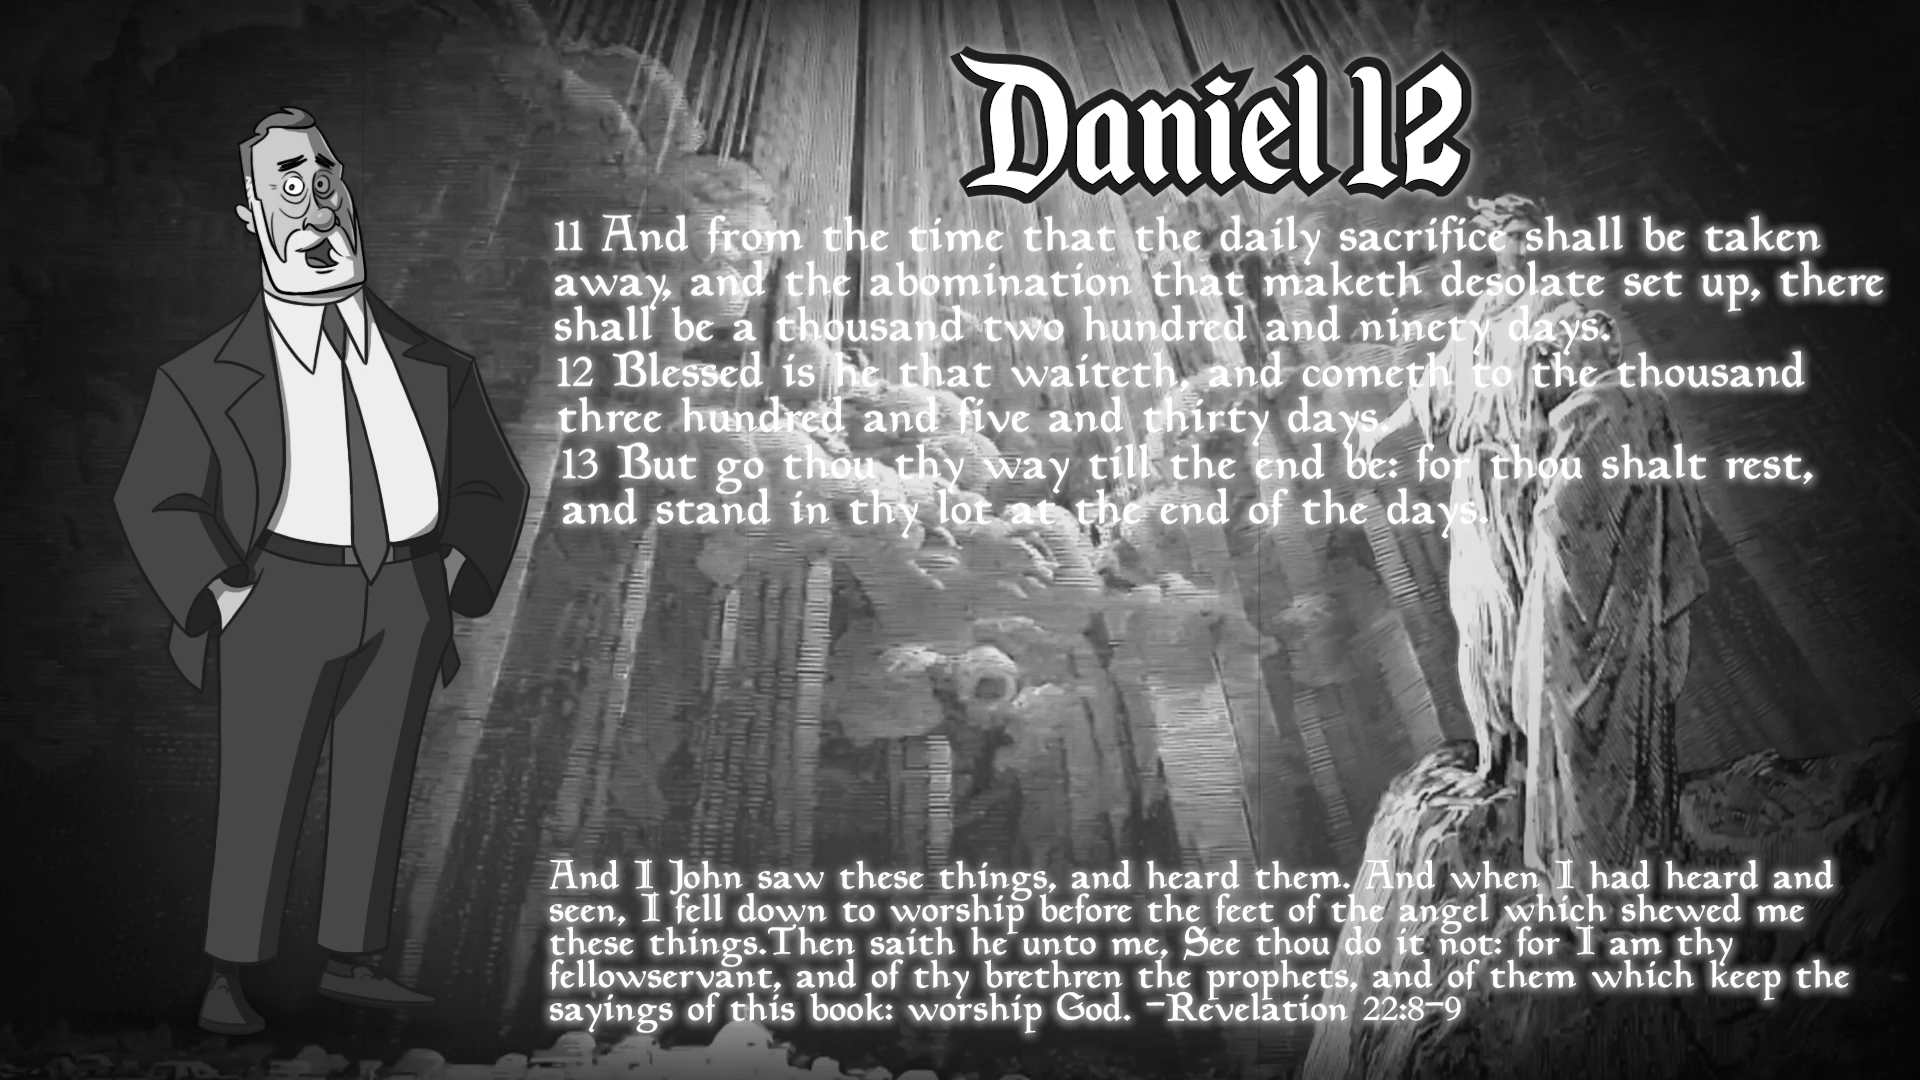 Daniel 12
11 And from the time that the daily sacrifice shall be taken
away, and the abomination that maketh desolate set up, there
shall be a thousand two hundred and ninety days.
12 Blessed is he that waiteth, and cometh to the thousand
three hundred and five and thirty days.
13 But go thou thy way till the end be: for thou shalt rest,
and stand in thy lot at the end of the days.
And I John saw these things, and heard them. And when I had heard and
seen, I fell down to worship before the feet of the angel which shewed me
these things.Then saith he unto me, See thou do it not: for I am thy
fellowservant, and of thy brethren the prophets, and of them which keep the
sayings of this book: worship God. -Revelation 22:8-9